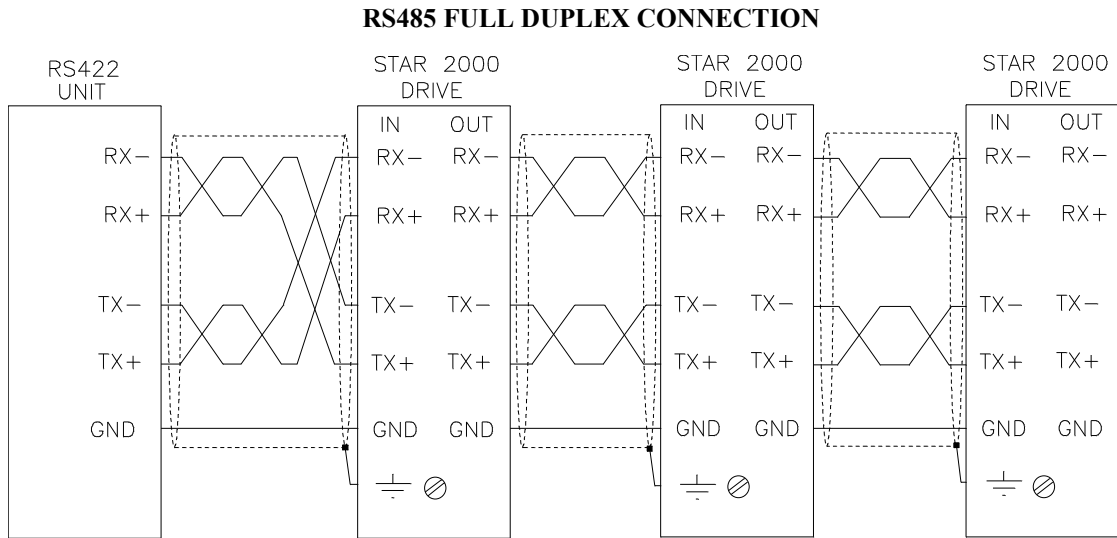 RS485 FULL DUPLEX CONNECTION
RS422
UNIT
RX-
RX+
TX-
TX+
GND
STAR 2000
DRIVE
IN OUT
RX- RX-
RX+ RX+
TX- TX-
TX+ TX+
GND GND
STAR 2000
DRIVE
IN OUT
RX- RX-
RX+ RX+
TX- TX-
TX+ TX+
GND GND
STAR 2000
DRIVE
IN OUT
RX- RX-
RX+ RX+
TX- TX-
TX+ TX+
GND GND